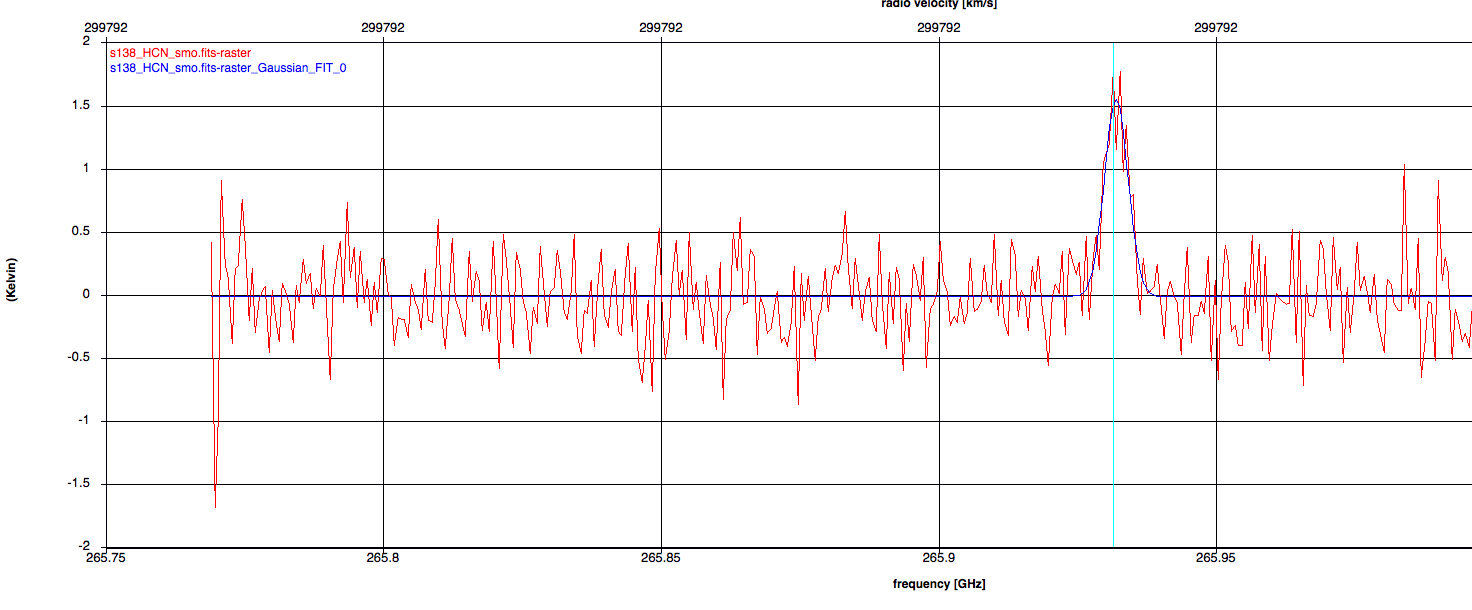 radio velocity [km/s]
299792 299792 299792 299792 299792
s138_HCN_smo.fits-raster
s138_HCN_smo.fits-raster_Gaussian_FIT_0
2
1.5
1
0.5
0
-0.5
-1
-1.5
-2
(Kelvin)
265.75 265.8 265.85 265.9 265.95
frequency [GHz]